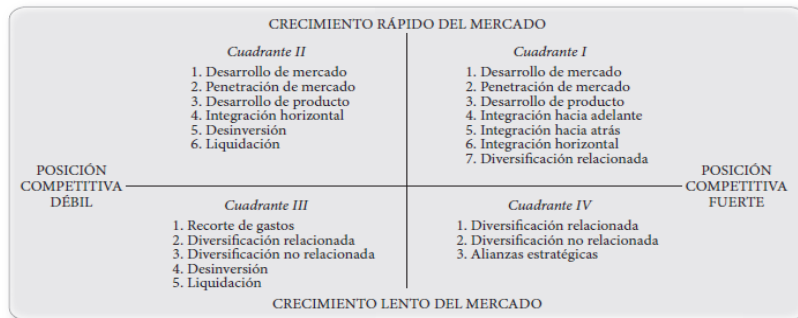 CRECIMIENTO RÁPIDO DEL MERCADO
Cuadrante II
1. Desarrollo de mercado
2. Penetración de mercado
3. Desarrollo de producto
4. Integración horizontal
5. Desinversión
6. Liquidación
Cuadrante I
1. Desarrollo de mercado
2. Penetración de mercado
3. Desarrollo de producto
4. Integración hacia adelante
5. Integración hacia atrás
6. Integración horizontal
7. Diversificación relacionada
POSICIÓN
COMPETITIVA
DÉBIL
POSICIÓN
COMPETITIVA
FUERTE
Cuadrante III
1. Recorte de gastos
2. Diversificación relacionada
3. Diversificación no relacionada
4. Desinversión
5. Liquidación
Cuadrante IV
1. Diversificación relacionada
2. Diversificación no relacionada
3. Alianzas estratégicas
CRECIMIENTO LENTO DEL MERCADO